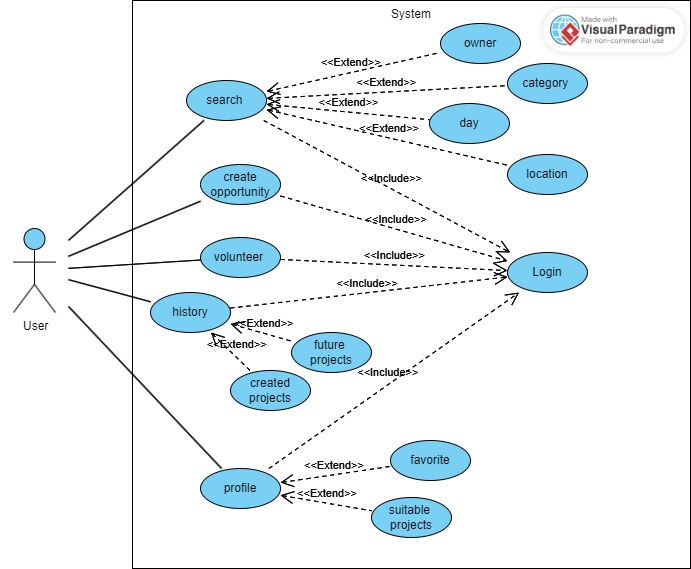 System
Made with
Visual Paradigm
For non-commercial use
owner
<<Extend>>
category
<<Extend>>
search
<<Extend>>
day
<<Extend>>
location
<<Include>>
create
opportunity
<<Include>>
volunteer
<<Include>>
Login
<<Include>>
history
<<Extend>>
User
<<Extend>>
future
projects
<<Include>>
created
projects
favorite
<<Extend>>
profile
<<Extend>>
suitable
projects